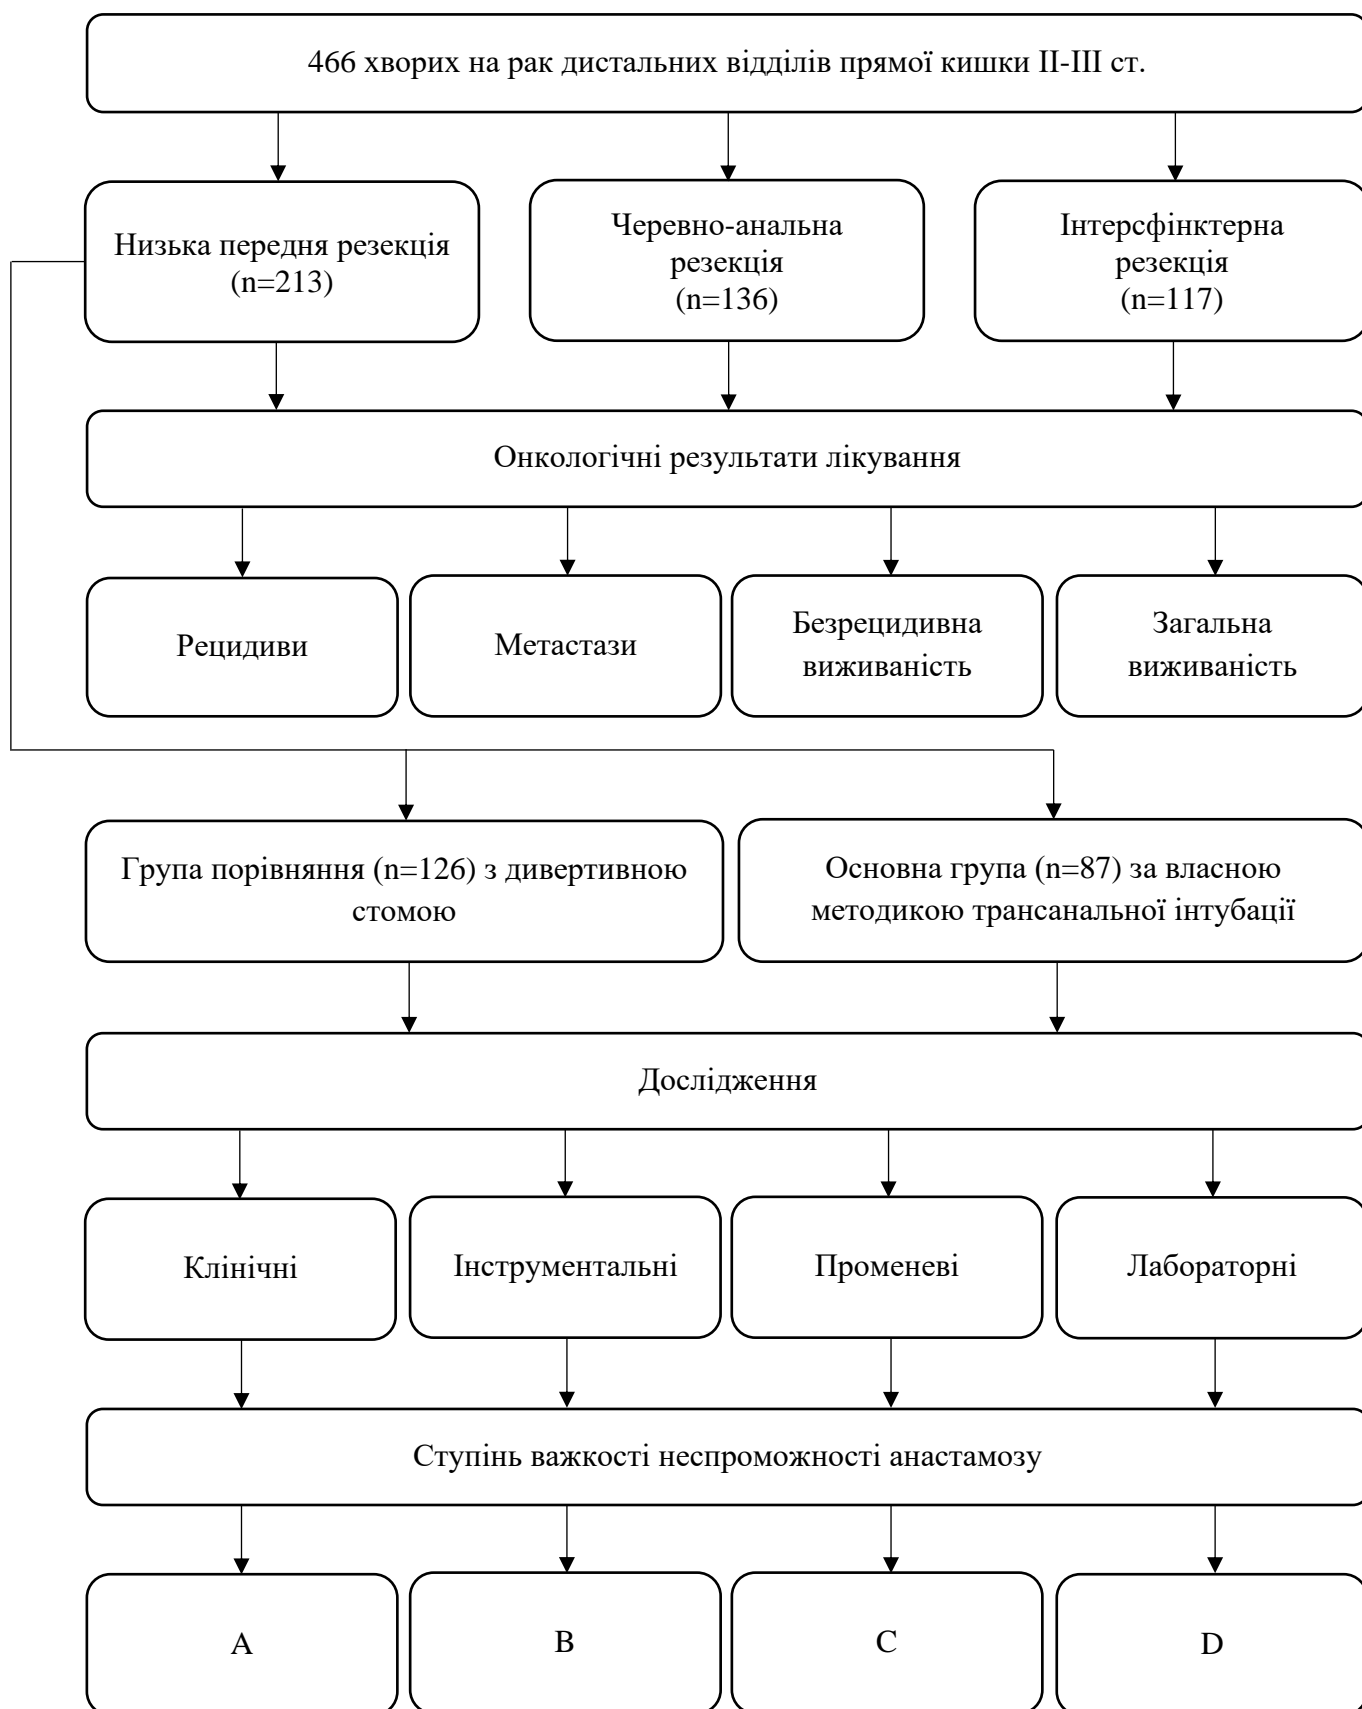 466 хворих на рак дистальних відділів прямої кишки II-III ст.
Низька передня резекція
(n=213)
Черевно-анальна
резекція
(n=136)
Інтерсфінктерна
резекція
(n=117)
Онкологічні результати лікування
Рецидиви
Метастази
Безрецидивна
виживаність
Загальна
виживаність
Група порівняння (n=126) з дивертивною
стомою
Основна група (n=87) за власною
методикою трансанальної інтубації
Дослідження
Клінічні
Інструментальні
Променеві
Лабораторні
Ступінь важкості неспроможності анастамозу
A
B
C
D